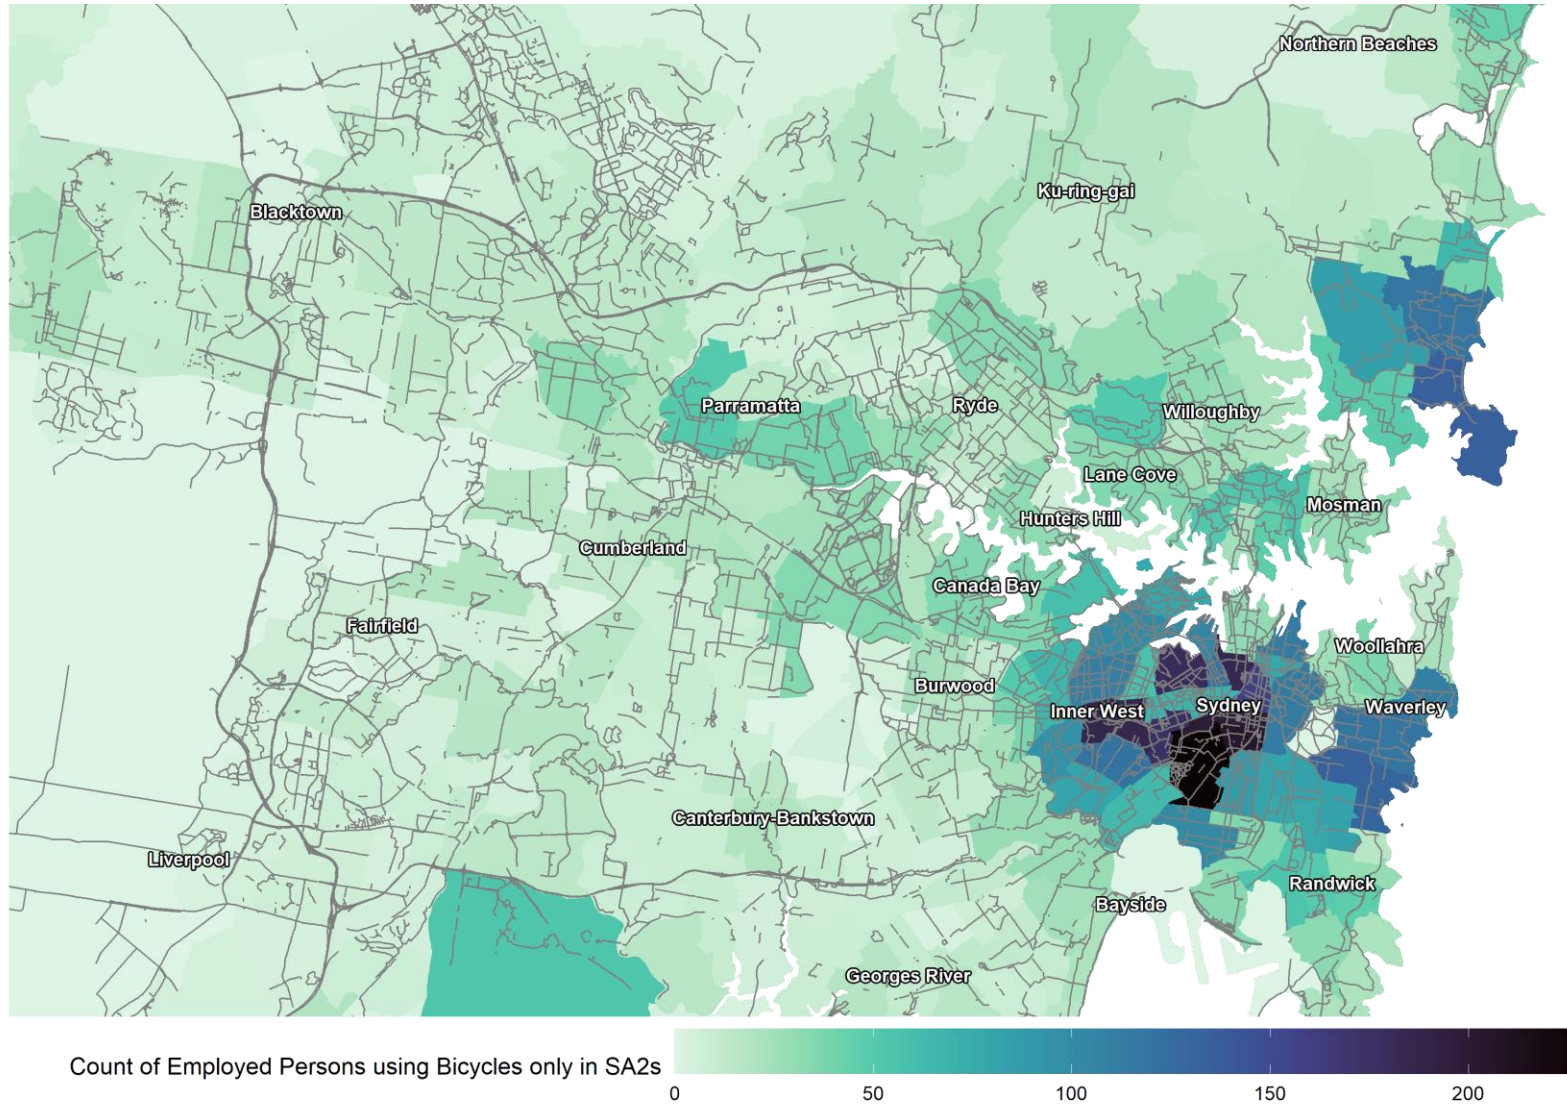 Northern Beaches
Ku-ring-gai
Blacktown
Parramatta
Ryde
Willoughby
Lane Cove
Mosman
Hunters Hill
Cumberland
Canada Bay
Fairfield
Woollahra
Burwood
Inner West
Sydney
Waverley
Canterbury-Bankstown
Liverpool
Randwick
Bayside
Georges River
Count of Employed Persons using Bicycles only in SA2s
0 50 100 150 200